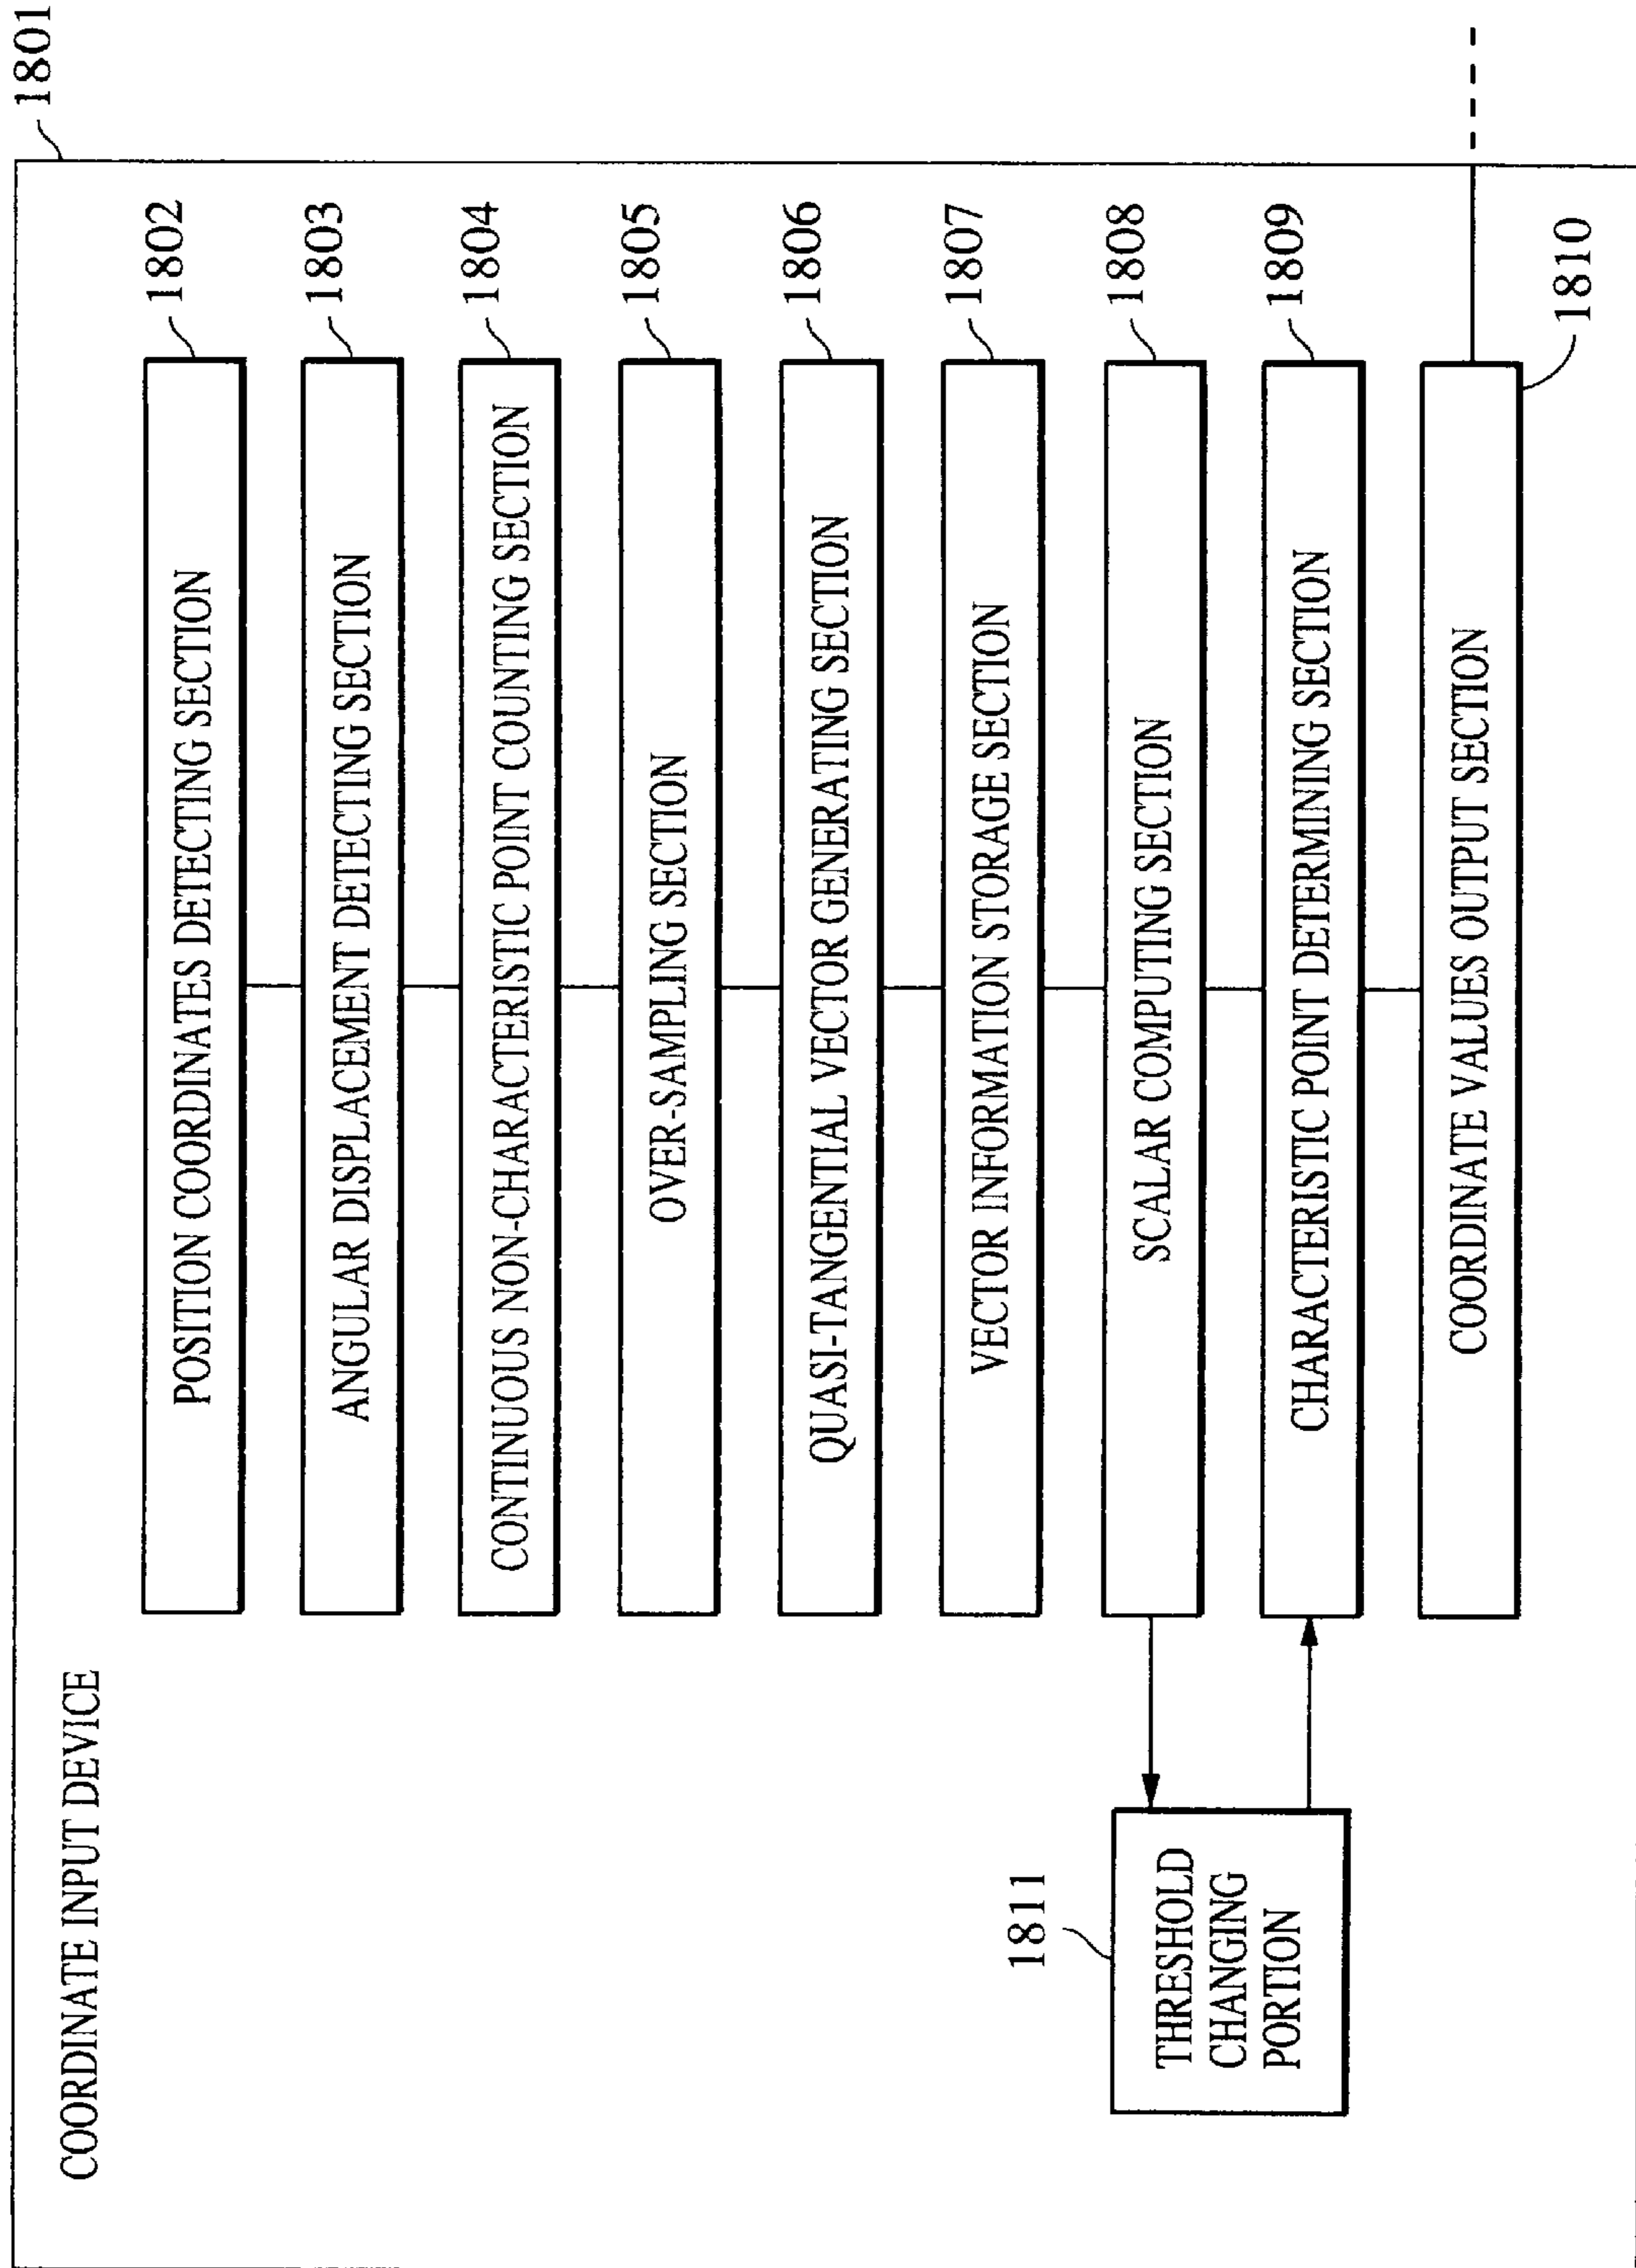 1801
COORDINATE INPUT DEVICE
1802
POSITION COORDINATES DETECTING SECTION
1803
ANGULAR DISPLACEMENT DETECTING SECTION
1804
CONTINUOUS NON-CHARACTERISTIC POINT COUNTING SECTION
1805
OVER-SAMPLING SECTION
1806
QUASI-TANGENTIAL VECTOR GENERATING SECTION
1807
VECTOR INFORMATION STORAGE SECTION
1808
SCALAR COMPUTING SECTION
1809
CHARACTERISTIC POINT DETERMINING SECTION
1810
COORDINATE VALUES OUTPUT SECTION
1811
THRESHOLD
CHANGING
PORTION